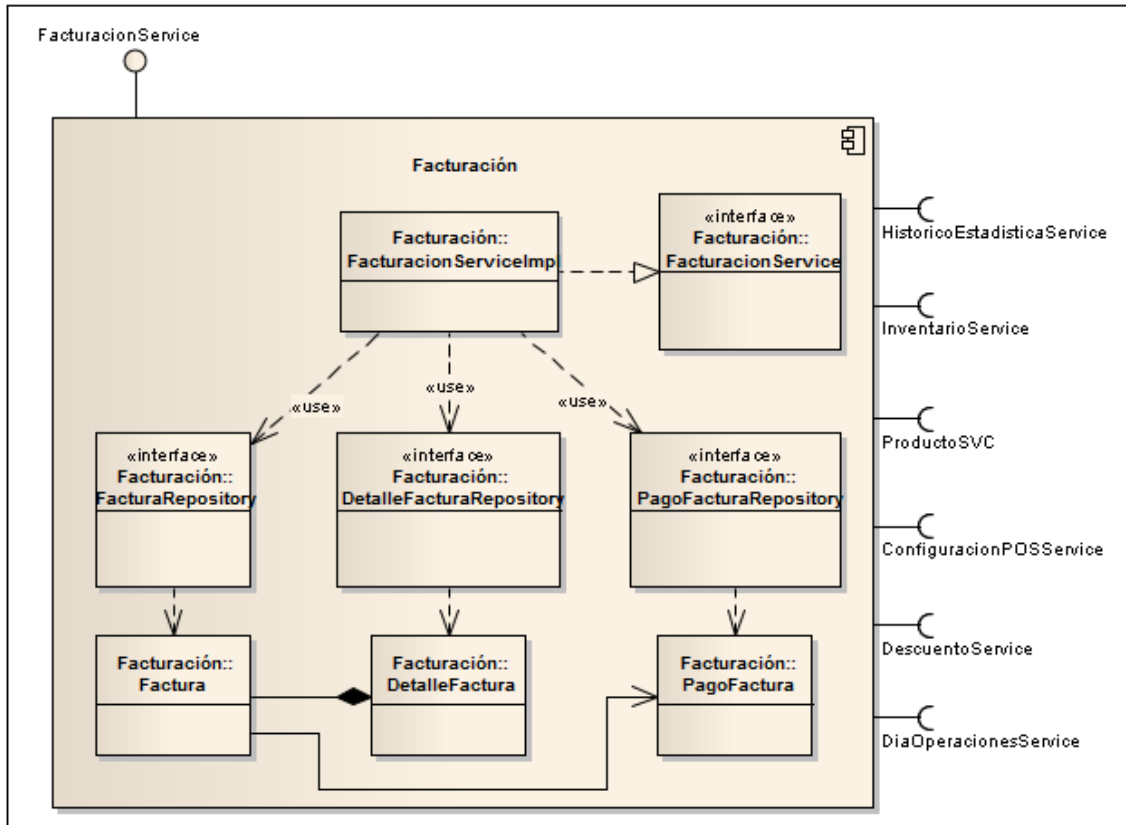 FacturacionService
Facturación
Facturación::
FacturacionServiceImpl
«interface»
Facturación::
FacturacionService
HistoricoEstadisticaService
InventarioService
«use»
«use»
«use»
ProductoSVC
«interface»
Facturación::
FacturaRepository
«interface»
Facturación::
DetalleFacturaRepository
«interface»
Facturación::
PagoFacturaRepository
ConfiguracionPOSService
DescuentoService
Facturación::
Factura
Facturación::
DetalleFactura
Facturación::
PagoFactura
DiaOperacionesService